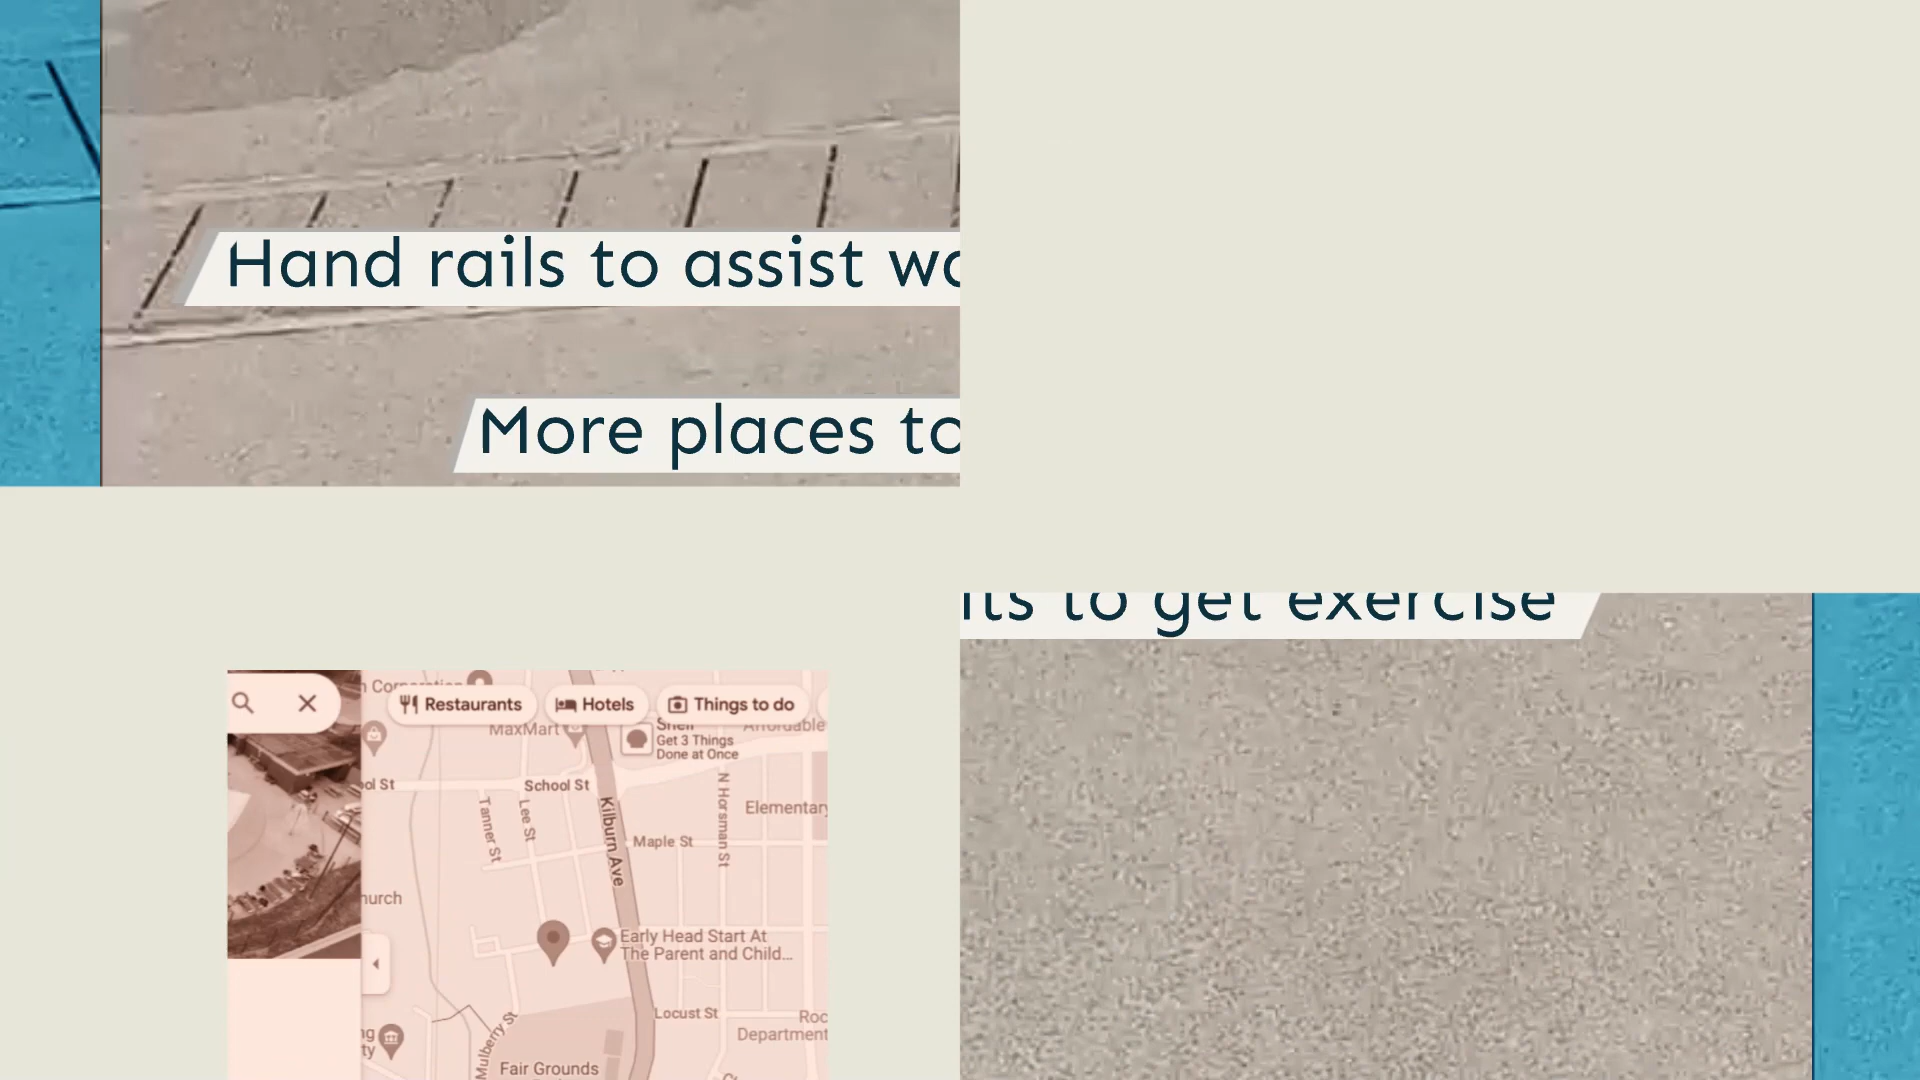 Hand rails to assist
More places to
to get exercise
Restaurants
Hotels
Things to do
MaxMart
Shell
Get 3 Things
Done at Once
Affordable
School St
N Horsman St
Tanner St
Lee St
Kilburn Ave
Elementary
Maple St
Early Head Start At
The Parent and Child...
Locust St
Department
Mulberry St
Fair Grounds